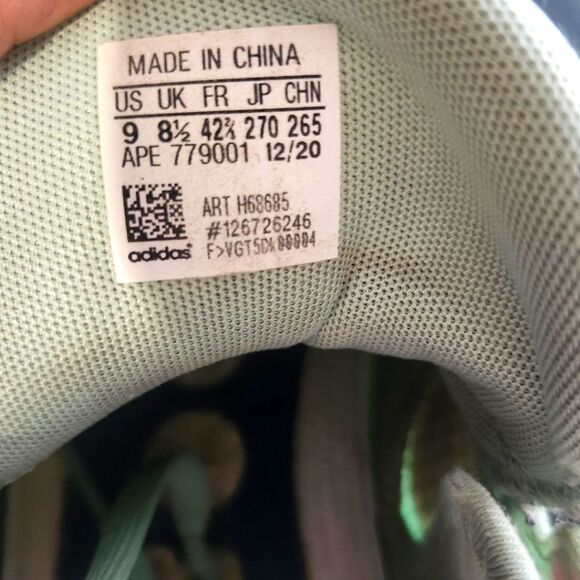 MADE IN CHINA
US UK FR JP CHN
9 8½ 42⅔ 270 265
APE 779001 12/20
ART H68685
#126726246
adidas®